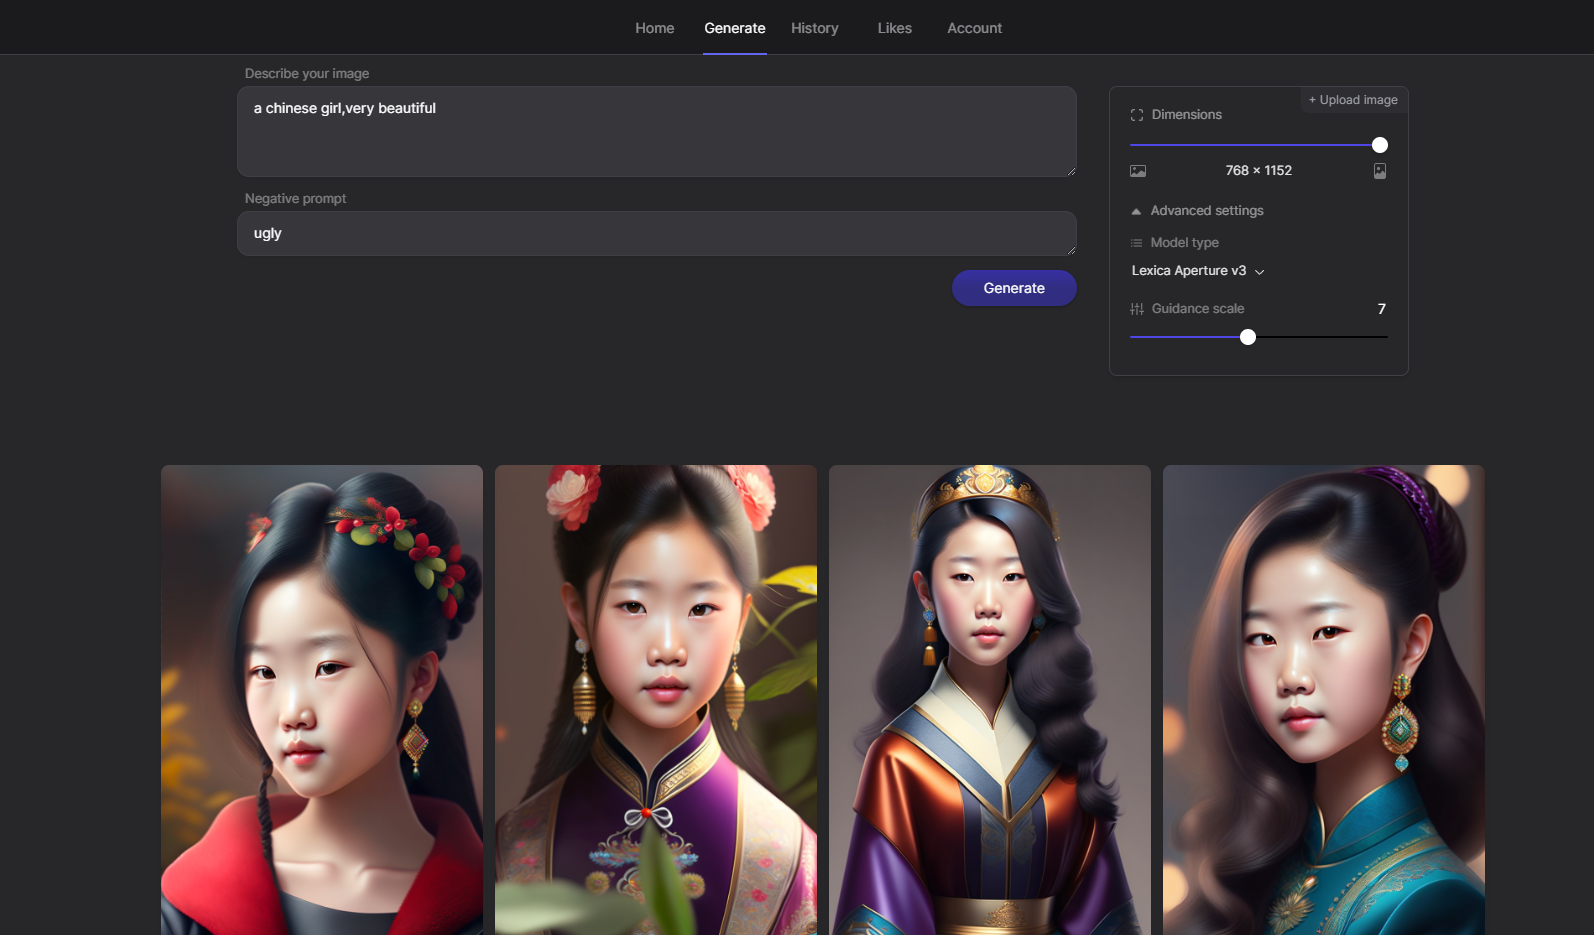 Home Generate History Likes Account
Describe your image
a chinese girl,very beautiful
Negative prompt
ugly
Generate
+ Upload image
Dimensions
768 × 1152
Advanced settings
Model type
Lexica Aperture v3
Guidance scale 7